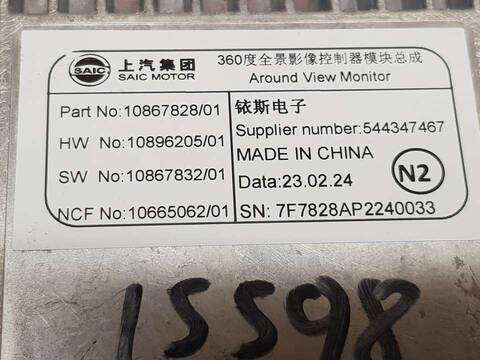 SAIC
上汽集团
SAIC MOTOR
360度全景影像控制器模块总成
Around View Monitor
Part No:10867828/01
HW No:10896205/01
SW No:10867832/01
NCF No:10665062/01
铱斯电子
Supplier number:544347467
MADE IN CHINA
Data:23.02.24
N2
SN: 7F7828AP2240033
15598